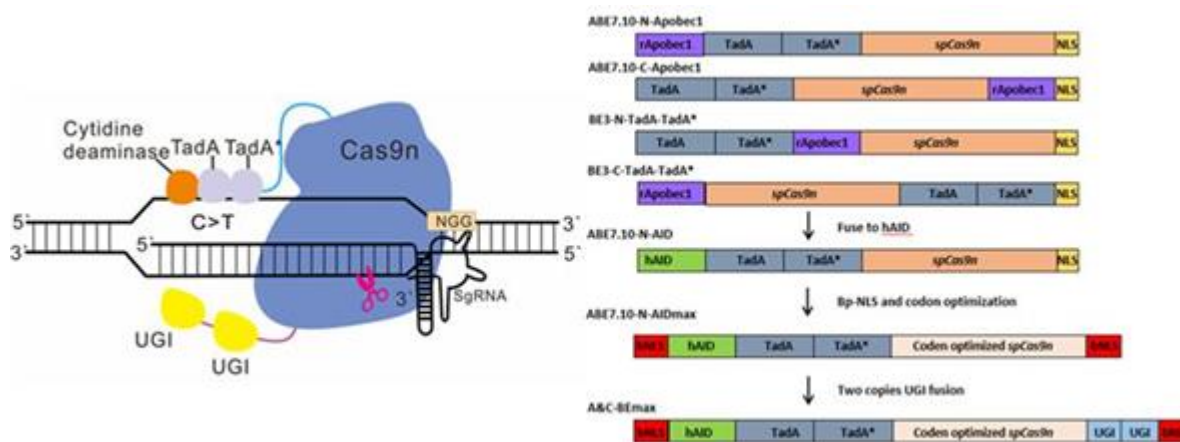 Cytidine
deaminase
TadA TadA*
Cas9n
C>T
NGG
5` 3`
3` 5`
5`
3`
SgRNA
UGI
UGI
ABE7.10-N-Apobec1
rApobec1 TadA TadA* spCas9n NLS
ABE7.10-C-Apobec1
TadA TadA* spCas9n rApobec1 NLS
BE3-N-TadA-TadA*
TadA TadA* rApobec1 spCas9n NLS
BE3-C-TadA-TadA*
rApobec1 spCas9n TadA TadA* NLS
Fuse to hAID
ABE7.10-N-AID
hAID TadA TadA* spCas9n NLS
Bp-NLS and codon optimization
ABE7.10-N-AIDmax
hAID TadA TadA* Coden optimized spCas9n
Two copies UGI fusion
A&C-BEmax
hAID TadA TadA* Coden optimized spCas9n UGI UGI